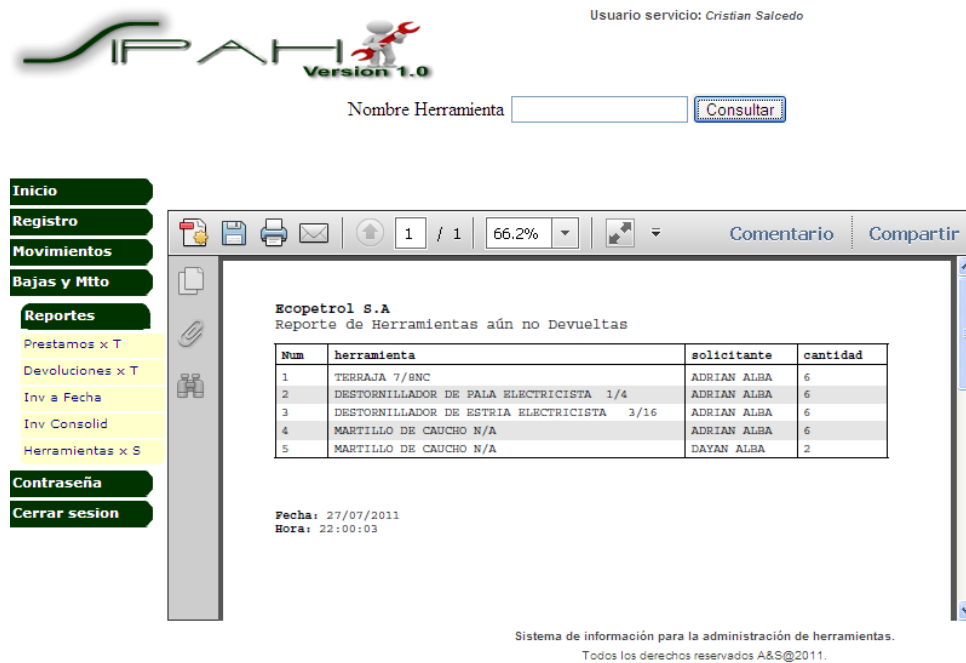 Usuario servicio: Cristian Salcedo
SIPAH
Version 1.0
Nombre Herramienta Consultar
Inicio
Registro
Movimientos
Bajas y Mtto
Reportes
Prestamos x T
Devoluciones x T
Inv a Fecha
Inv Consolid
Herramientas x S
Contraseña
Cerrar sesion
1 / 1 66.2% Comentario Compartir
Ecopetrol S.A
Reporte de Herramientas aún no Devueltas
Num herramienta solicitante cantidad
1 TERRAJA 7/8NC ADRIAN ALBA 6
2 DESTORNILLADOR DE PALA ELECTRICISTA 1/4 ADRIAN ALBA 6
3 DESTORNILLADOR DE ESTRIA ELECTRICISTA 3/16 ADRIAN ALBA 6
4 MARTILLO DE CAUCHO N/A ADRIAN ALBA 6
5 MARTILLO DE CAUCHO N/A DAYAN ALBA 2
Fecha: 27/07/2011
Hora: 22:00:03
Sistema de información para la administración de herramientas.
Todos los derechos reservados A&S@2011.